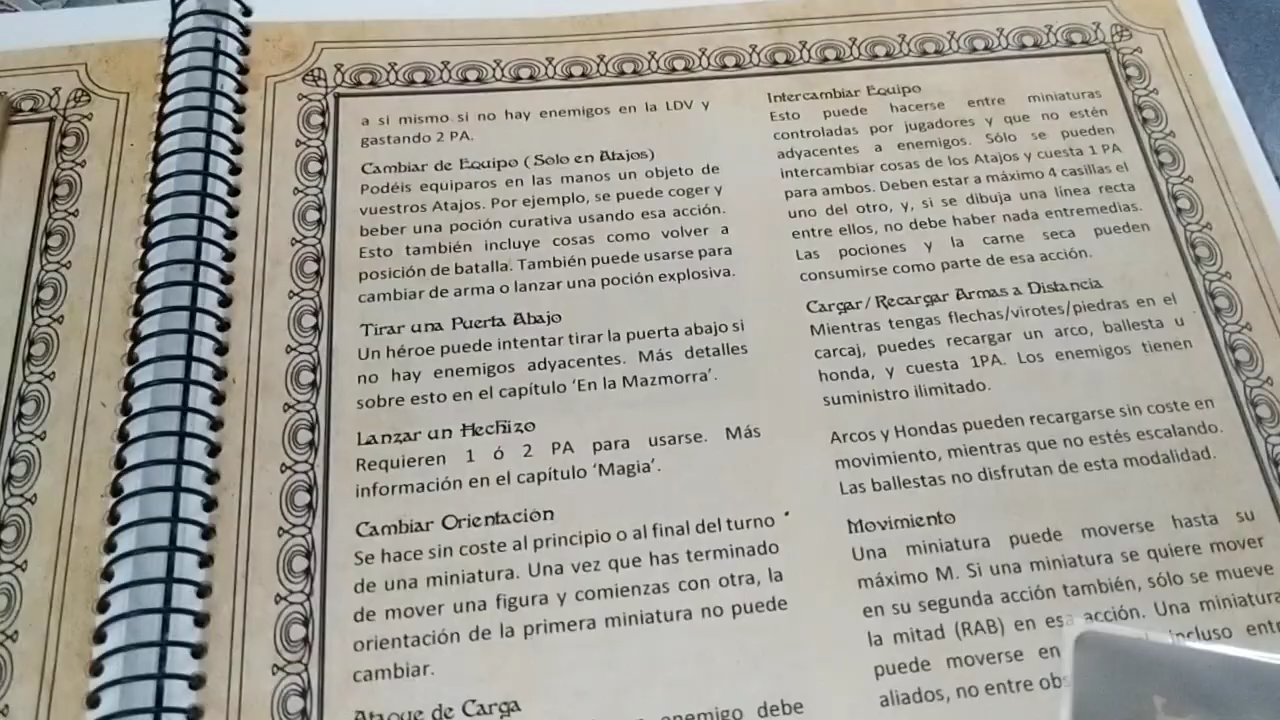 a si mismo si no hay enemigos en la LDV y
gastando 2 PA.
Cambiar de Equipo (Sólo en Atajos)
Podéis equiparos en las manos un objeto de
vuestros Atajos. Por ejemplo, se puede coger y
beber una poción curativa usando esa acción.
Esto también incluye cosas como volver a
posición de batalla. También puede usarse para
cambiar de arma o lanzar una poción explosiva.
Tirar una Puerta Abajo
Un héroe puede intentar tirar la puerta abajo si
no hay enemigos adyacentes. Más detalles
sobre esto en el capítulo ‘En la Mazmorra’.
Lanzar un Hechizo
Requieren 1 ó 2 PA para usarse. Más
información en el capítulo ‘Magia’.
Cambiar Orientación
Se hace sin coste al principio o al final del turno
de una miniatura. Una vez que has terminado
de mover una figura y comienzas con otra, la
orientación de la primera miniatura no puede
cambiar.
Ataque de Carga
enemigo debe
Intercambiar Equipo
Esto puede hacerse entre miniaturas
controladas por jugadores y que no estén
adyacentes a enemigos. Sólo se pueden
intercambiar cosas de los Atajos y cuesta 1 PA
para ambos. Deben estar a máximo 4 casillas el
uno del otro, y, si se dibuja una línea recta
entre ellos, no debe haber nada entremedias.
Las pociones y la carne seca pueden
consumirse como parte de esa acción.
Cargar/Recargar Armas a Distancia
Mientras tengas flechas/virotes/piedras en el
carcaj, puedes recargar un arco, ballesta u
honda, y cuesta 1PA. Los enemigos tienen
suministro ilimitado.
Arcos y Hondas pueden recargarse sin coste en
movimiento, mientras que no estés escalando.
Las ballestas no disfrutan de esta modalidad.
Movimiento
Una miniatura puede moverse hasta su
máximo M. Si una miniatura se quiere mover
en su segunda acción también, sólo se mueve
la mitad (RAB) en esa acción. Una miniatura
puede moverse en incluso
aliados, no entre